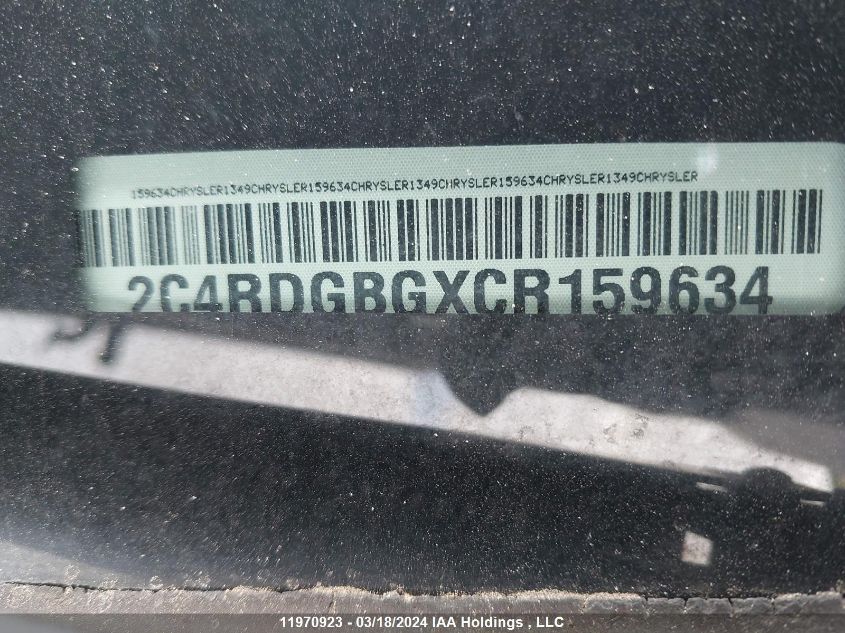 159634CHRYSLER1349CHRYSLER159634CHRYSLER1349CHRYSLER159634CHRYSLER1349CHRYSLER
2C4RDGBGXCR159634
11970923 - 03/18/2024 IAA Holdings , LLC